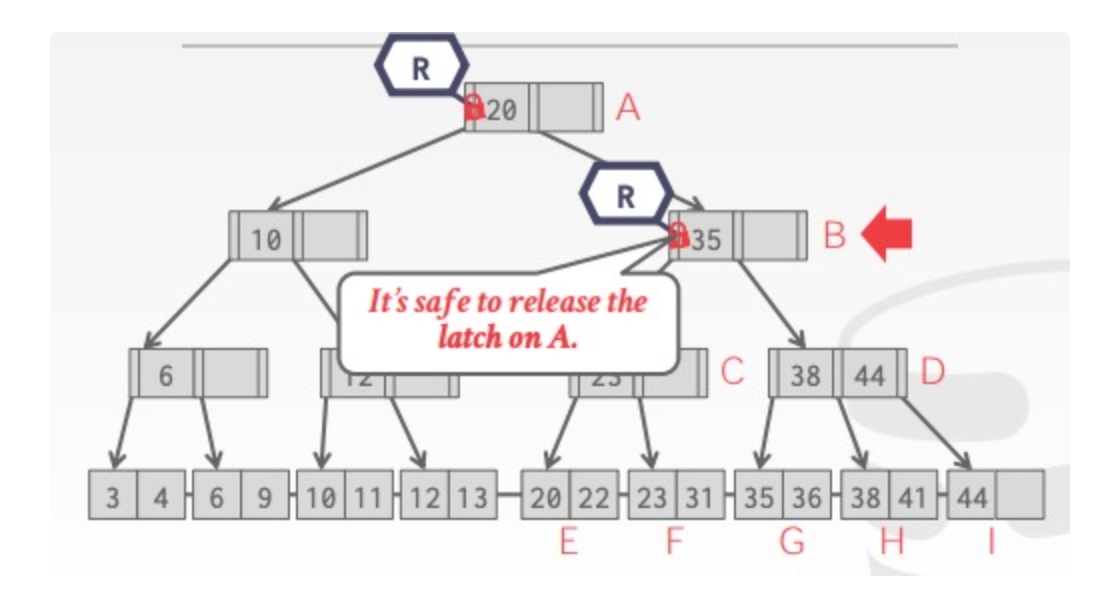 R
20 A
R
10 35 B
It's safe to release the
latch on A.
6 12 23 C 38 44 D
3 4 6 9 10 11 12 13 20 22 23 31 35 36 38 41 44
E F G H I